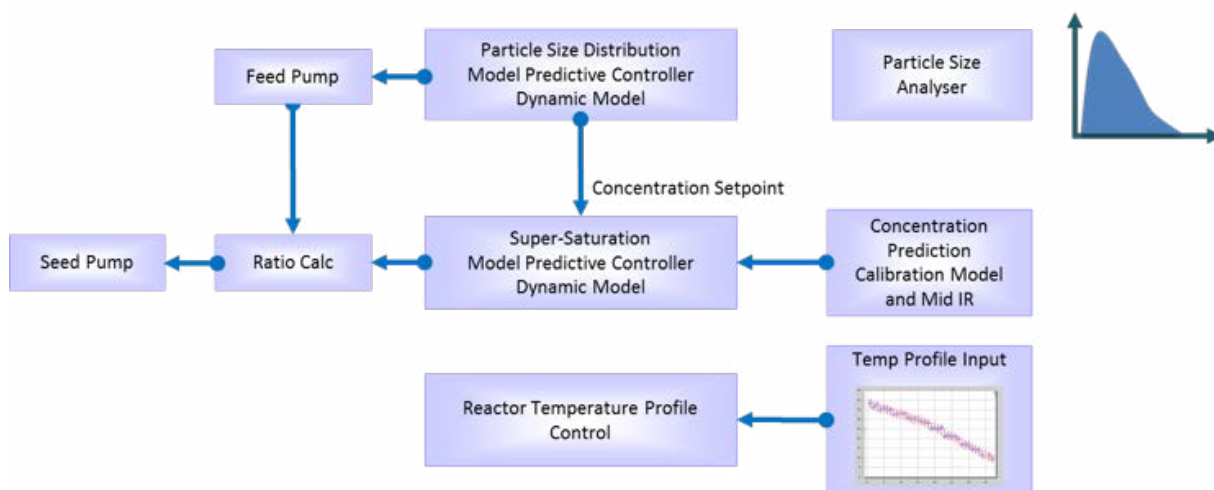 Feed Pump
Particle Size Distribution
Model Predictive Controller
Dynamic Model
Particle Size
Analyser
Concentration Setpoint
Seed Pump
Ratio Calc
Super-Saturation
Model Predictive Controller
Dynamic Model
Concentration
Prediction
Calibration Model
and Mid IR
Reactor Temperature Profile
Control
Temp Profile Input